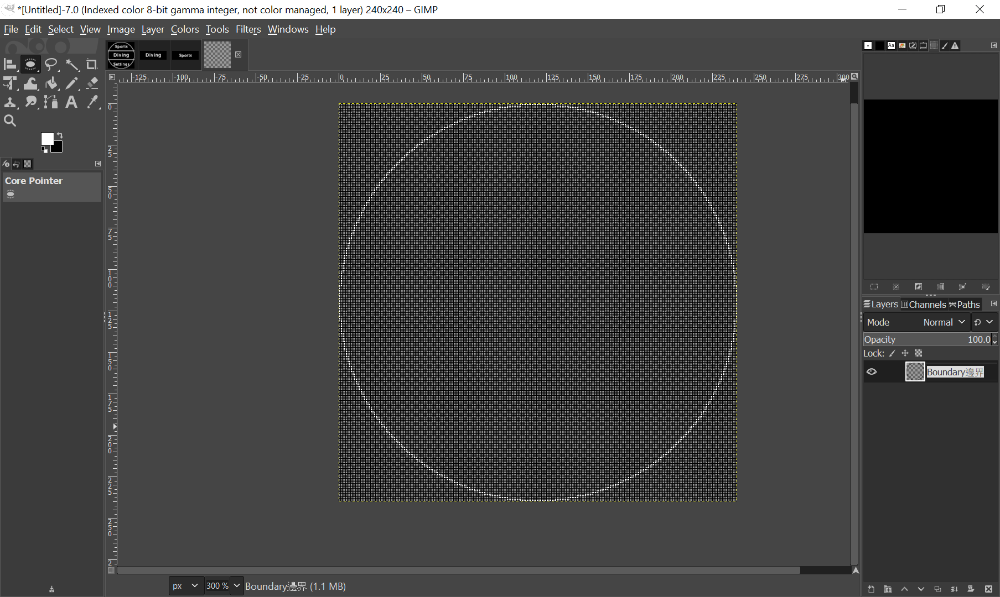 *[Untitled]-7.0 (Indexed color 8-bit gamma integer, not color managed, 1 layer) 240x240 – GIMP
File Edit Select View Image Layer Colors Tools Filters Windows Help
Sports
Diving
Settings
Diving
Sports
Aa
-125 -100 -75 -50 -25 0 25 50 75 100 125 150 175 200 225 250 275 300
0
25
50
75
100
125
150
175
200
225
250
2
Core Pointer
Layers Channels Paths
Mode Normal
Opacity 100.0
Lock:
Boundary邊界
px 300 % Boundary邊界 (1.1 MB)